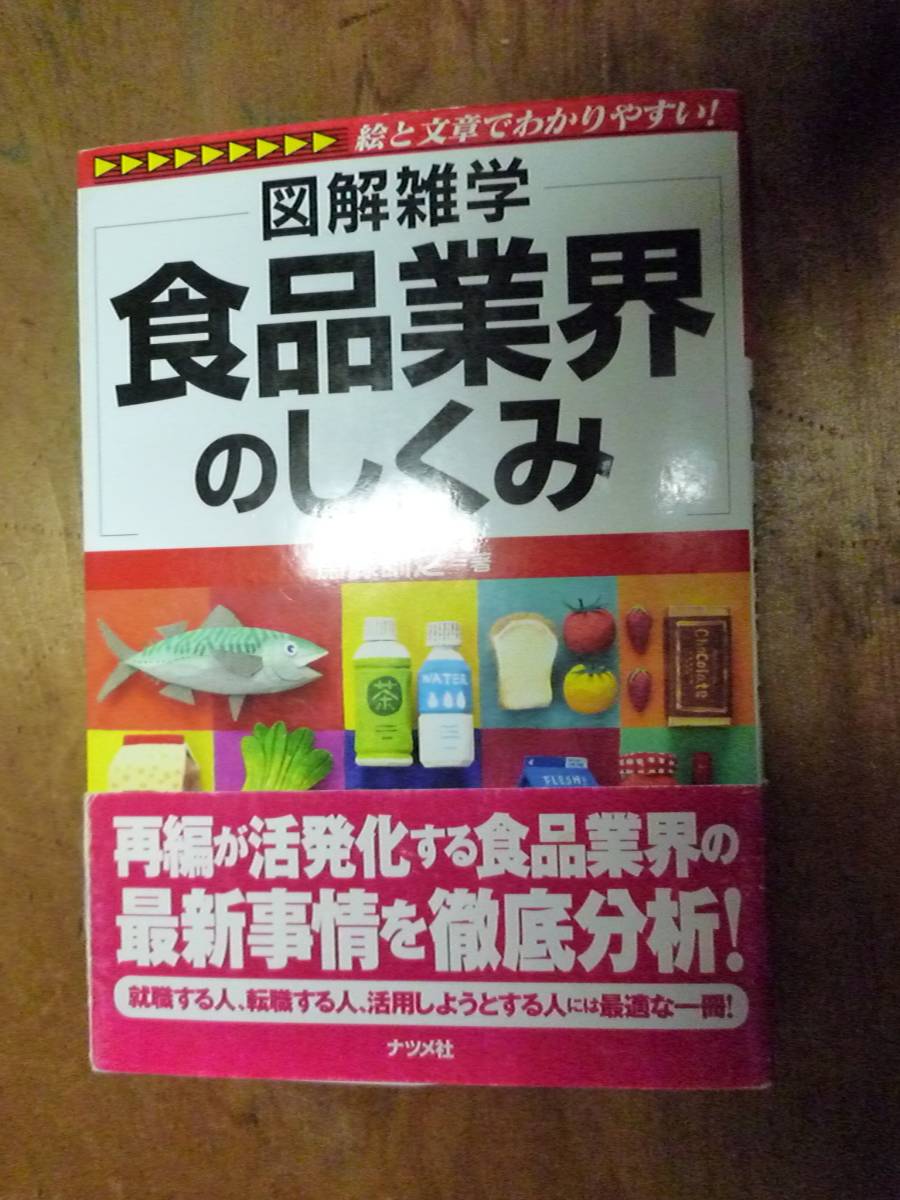 絵と文章でわかりやすい!
図解雑学
食品業界
のしくみ
著
茶
WATER
Chocolate
FLESH!
再編が活発化する食品業界の
最新事情を徹底分析!
就職する人、転職する人、活用しようとする人には最適な一冊!
ナツメ社